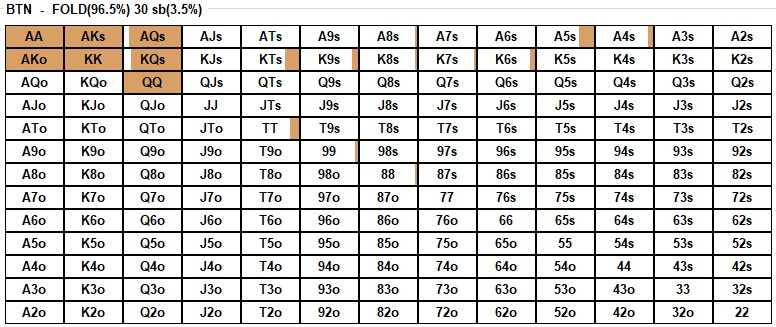 BTN - FOLD(96.5%) 30 sb(3.5%)
AA AKs AQs AJs ATs A9s A8s A7s A6s A5s A4s A3s A2s
AKo KK KQs KJs KTs K9s K8s K7s K6s K5s K4s K3s K2s
AQo KQo QQ QJs QTs Q9s Q8s Q7s Q6s Q5s Q4s Q3s Q2s
AJo KJo QJo JJ JTs J9s J8s J7s J6s J5s J4s J3s J2s
ATo KTo QTo JTo TT T9s T8s T7s T6s T5s T4s T3s T2s
A9o K9o Q9o J9o T9o 99 98s 97s 96s 95s 94s 93s 92s
A8o K8o Q8o J8o T8o 98o 88 87s 86s 85s 84s 83s 82s
A7o K7o Q7o J7o T7o 97o 87o 77 76s 75s 74s 73s 72s
A6o K6o Q6o J6o T6o 96o 86o 76o 66 65s 64s 63s 62s
A5o K5o Q5o J5o T5o 95o 85o 75o 65o 55 54s 53s 52s
A4o K4o Q4o J4o T4o 94o 84o 74o 64o 54o 44 43s 42s
A3o K3o Q3o J3o T3o 93o 83o 73o 63o 53o 43o 33 32s
A2o K2o Q2o J2o T2o 92o 82o 72o 62o 52o 42o 32o 22